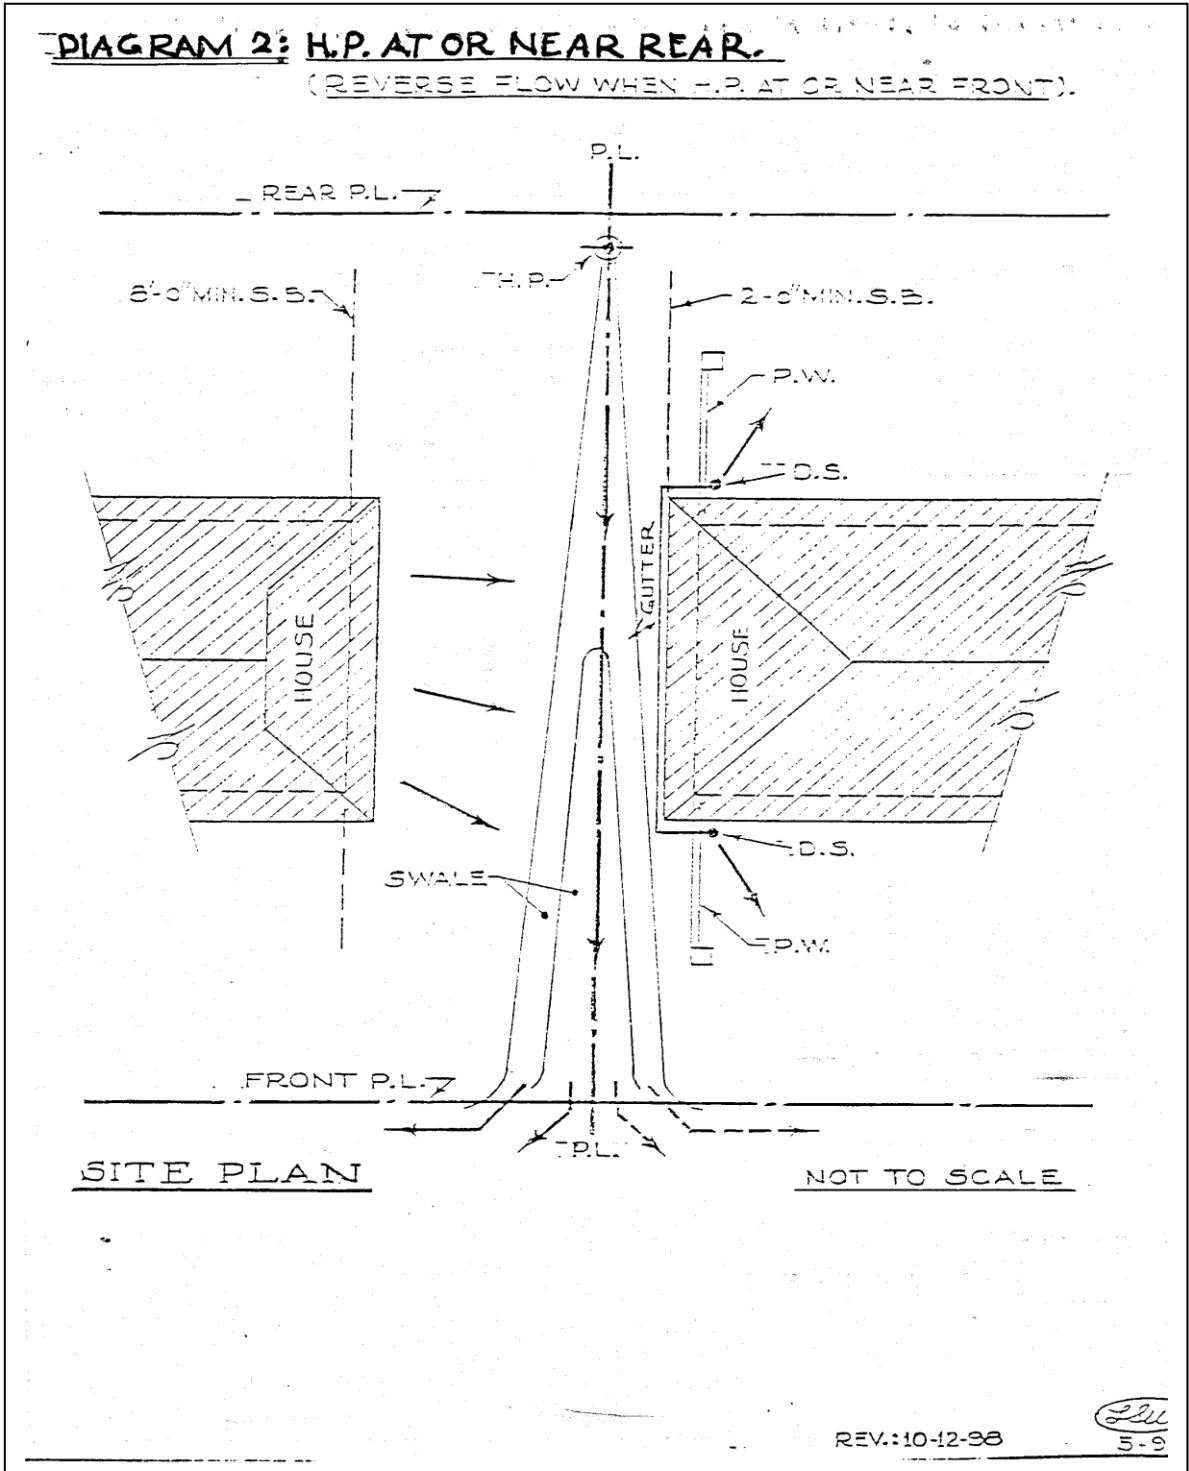 DIAGRAM 2: H.P. AT OR NEAR REAR.
(REVERSE FLOW WHEN H.P. AT OR NEAR FRONT).
P.L.
REAR P.L.
H.P.
8'-0" MIN. S.B.
2'-0" MIN. S.B.
P.W.
D.S.
GUTTER
HOUSE
HOUSE
D.S.
SWALE
P.W.
FRONT P.L.
P.L.
SITE PLAN
NOT TO SCALE
REV.: 10-12-98
5-9